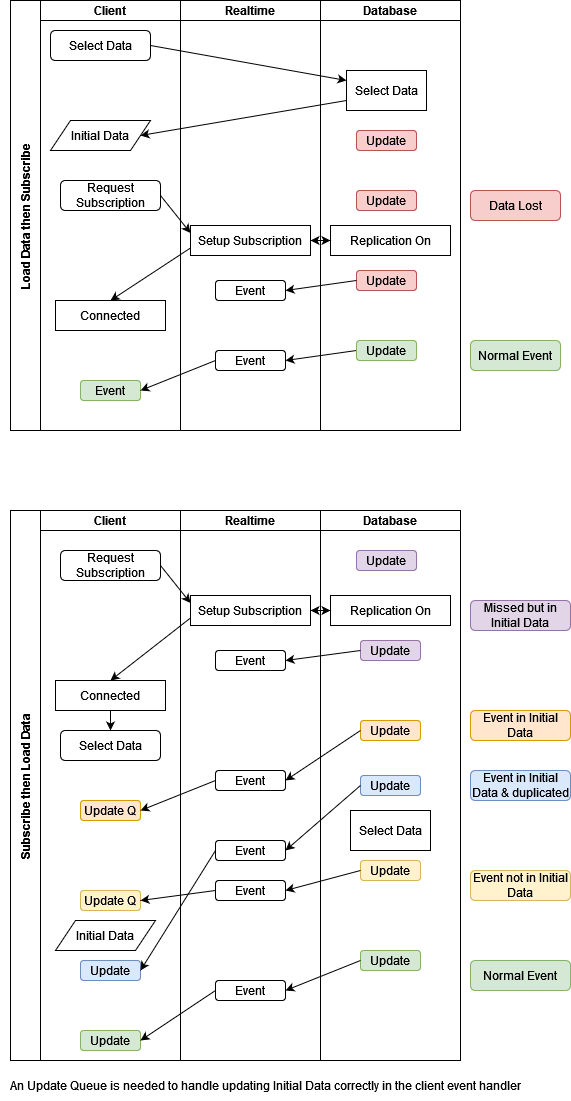 Client
Realtime
Database
Load Data then Subscribe
Select Data
Select Data
Initial Data
Update
Request
Subscription
Update
Data Lost
Setup Subscription
Replication On
Event
Update
Connected
Event
Update
Normal Event
Event
Client
Realtime
Database
Subscribe then Load Data
Request
Subscription
Update
Setup Subscription
Replication On
Missed but in
Initial Data
Event
Update
Connected
Select Data
Update
Event in Initial
Data
Event
Update
Event in Initial
Data & duplicated
Update Q
Select Data
Event
Update
Event not in Initial
Data
Event
Update Q
Initial Data
Update
Update
Normal Event
Event
Update
An Update Queue is needed to handle updating Initial Data correctly in the client event handler